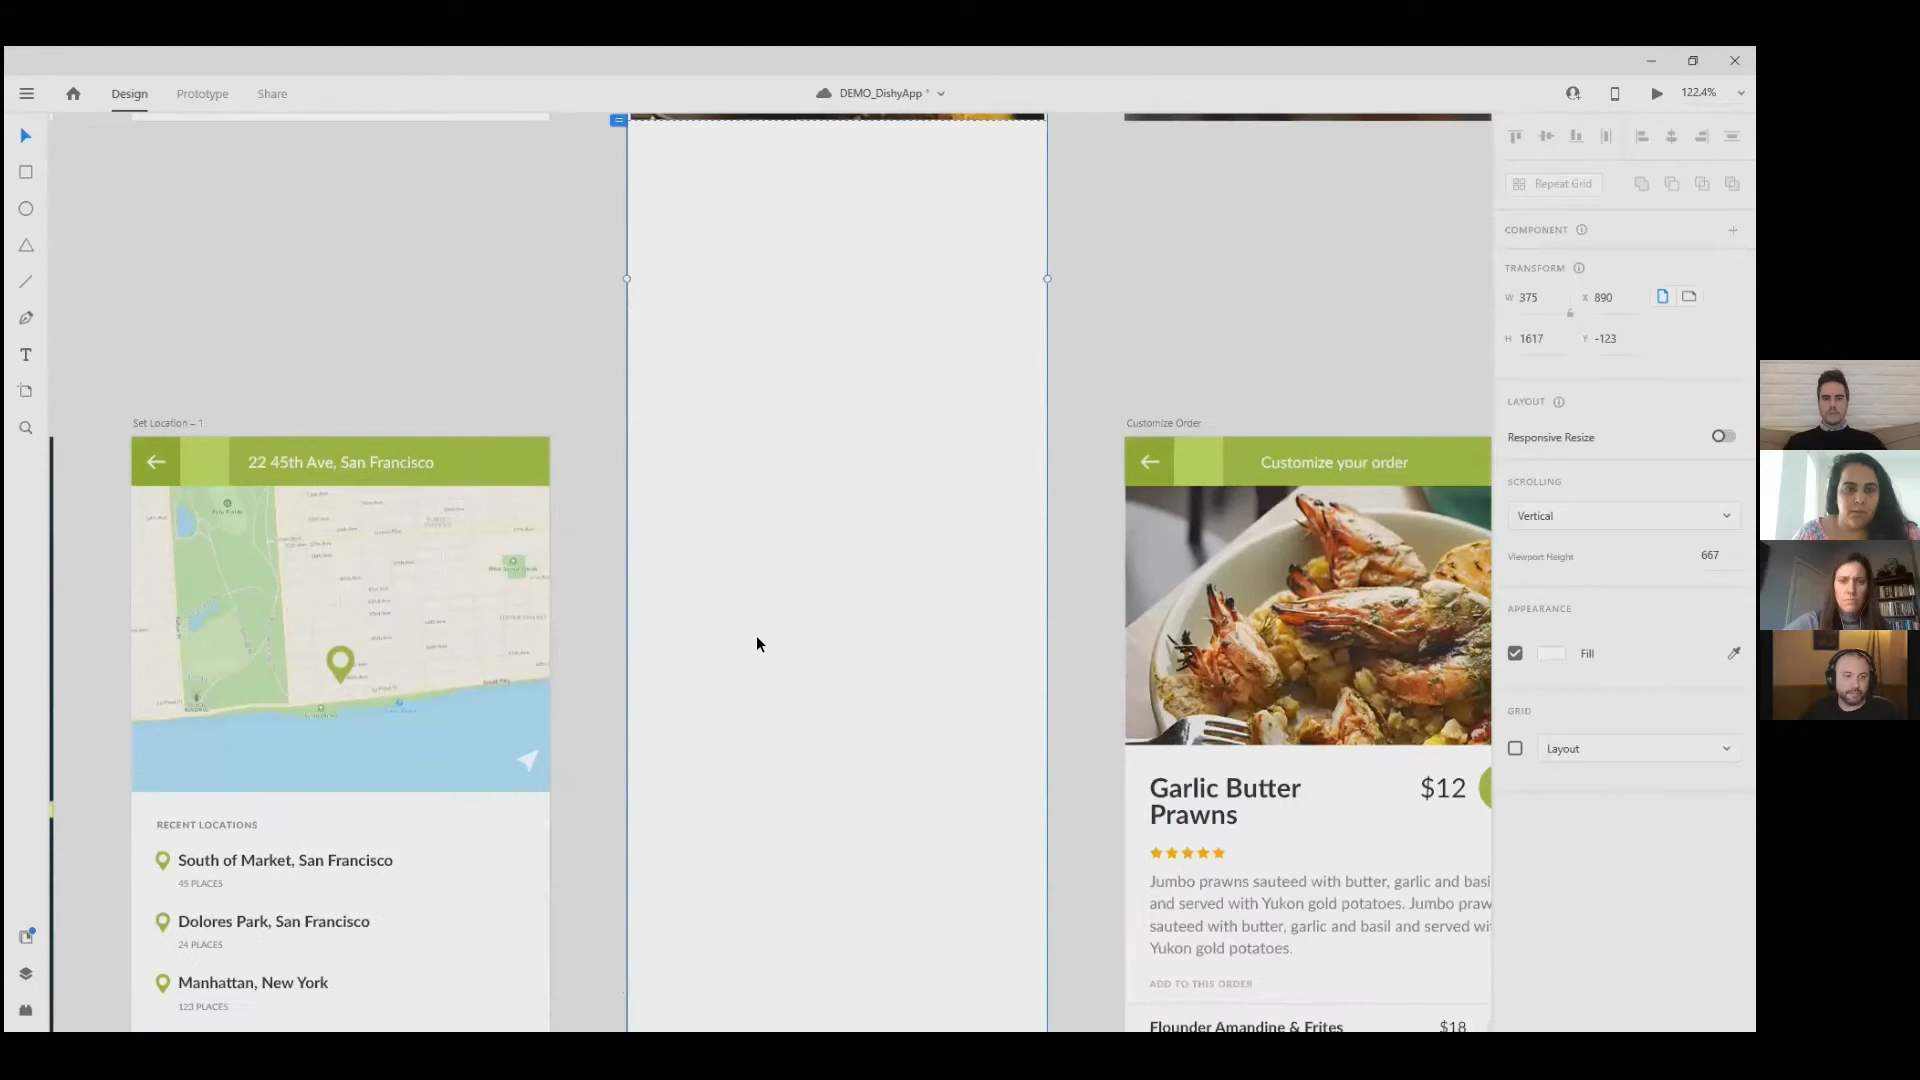 Design
Prototype
Share
DEMO_DishyApp *
122.4%
Repeat Grid
COMPONENT
TRANSFORM
W 375
X 890
H 1617
Y -123
LAYOUT
Responsive Resize
SCROLLING
Vertical
Viewport Height
667
APPEARANCE
Fill
GRID
Layout
Set Location – 1
22 45th Ave, San Francisco
RECENT LOCATIONS
South of Market, San Francisco
45 PLACES
Dolores Park, San Francisco
24 PLACES
Manhattan, New York
123 PLACES
Customize Order
Customize your order
Garlic Butter
Prawns
$12
Jumbo prawns sauteed with butter, garlic and basi
and served with Yukon gold potatoes. Jumbo praw
sauteed with butter, garlic and basil and served wi
Yukon gold potatoes.
ADD TO THIS ORDER
Flounder Amandine & Frites
$18